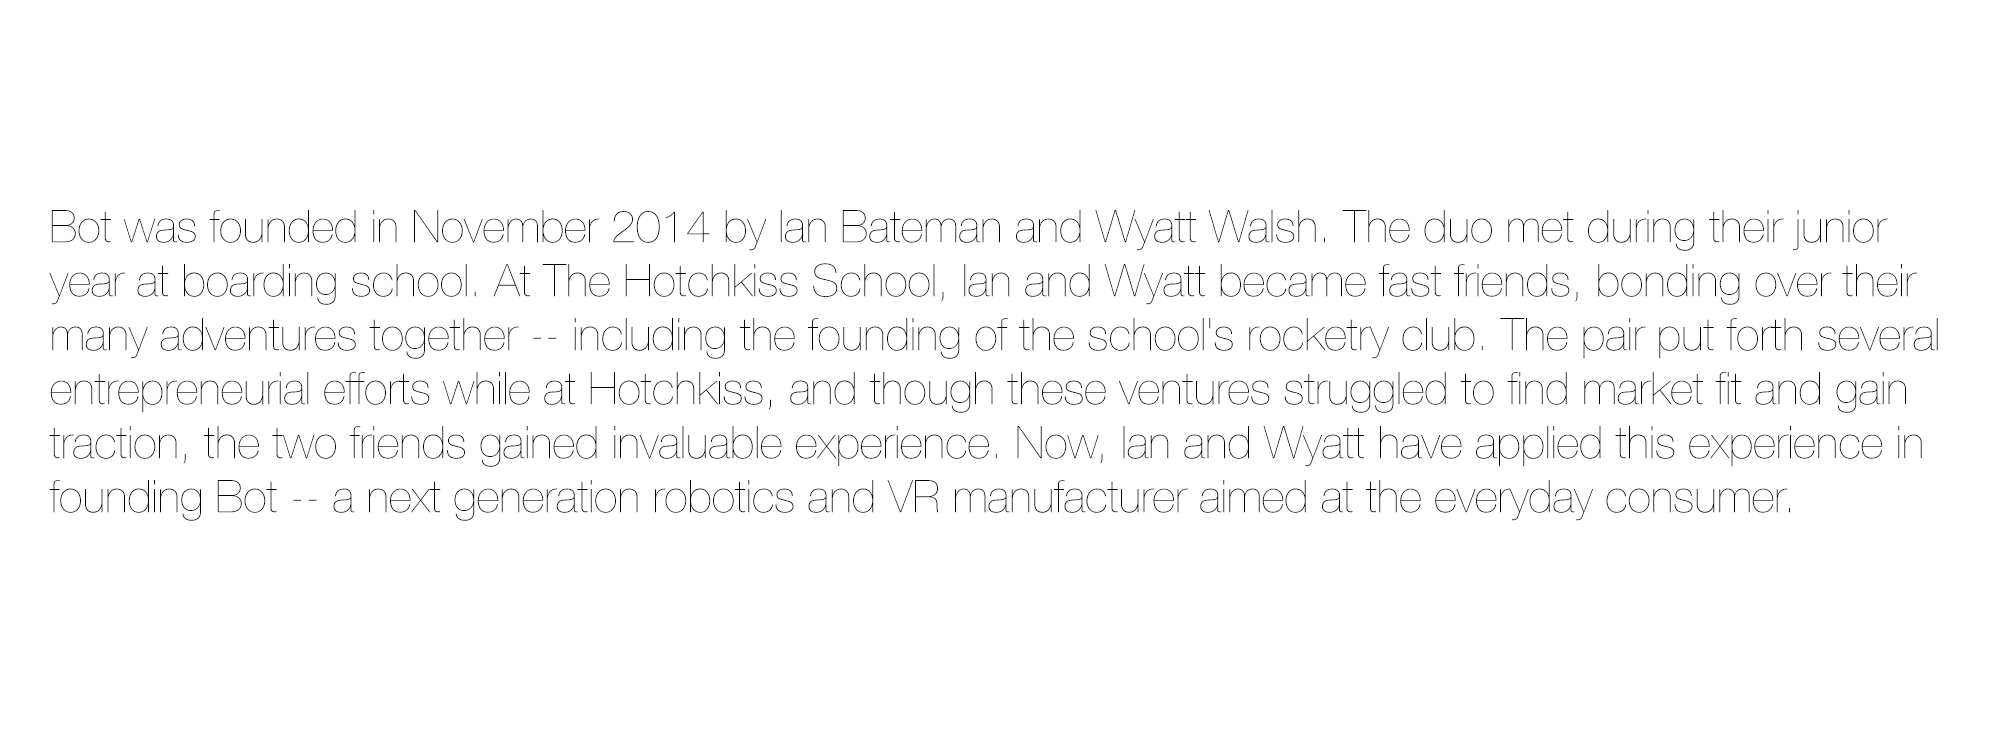 Bot was founded in November 2014 by Ian Bateman and Wyatt Walsh. The duo met during their junior
year at boarding school. At The Hotchkiss School, Ian and Wyatt became fast friends, bonding over their
many adventures together -- including the founding of the school's rocketry club. The pair put forth several
entrepreneurial efforts while at Hotchkiss, and though these ventures struggled to find market fit and gain
traction, the two friends gained invaluable experience. Now, Ian and Wyatt have applied this experience in
founding Bot -- a next generation robotics and VR manufacturer aimed at the everyday consumer.